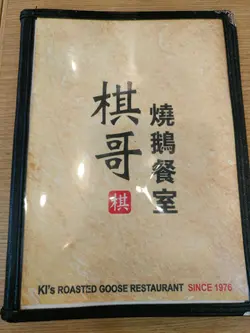 棋哥
燒鵝餐室
棋
KI's ROASTED GOOSE RESTAURANT SINCE 1976